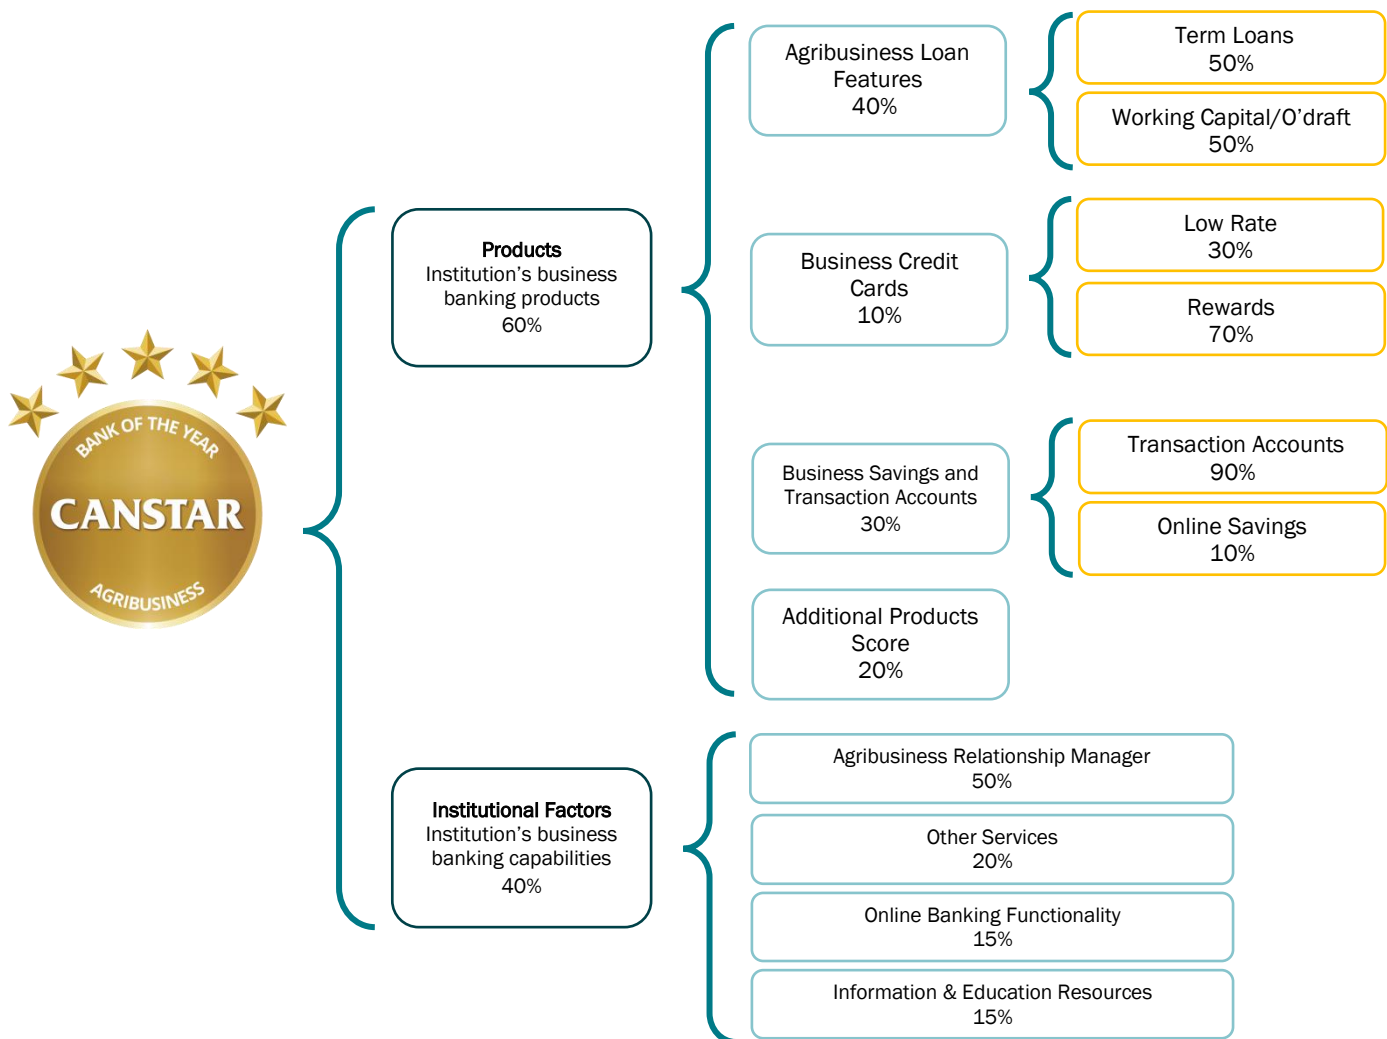 BANK OF THE YEAR
CANSTAR
AGRIBUSINESS
Products
Institution’s business
banking products
60%
Agribusiness Loan
Features
40%
Term Loans
50%
Working Capital/O’draft
50%
Business Credit
Cards
10%
Low Rate
30%
Rewards
70%
Business Savings and
Transaction Accounts
30%
Transaction Accounts
90%
Online Savings
10%
Additional Products
Score
20%
Institutional Factors
Institution’s business
banking capabilities
40%
Agribusiness Relationship Manager
50%
Other Services
20%
Online Banking Functionality
15%
Information & Education Resources
15%